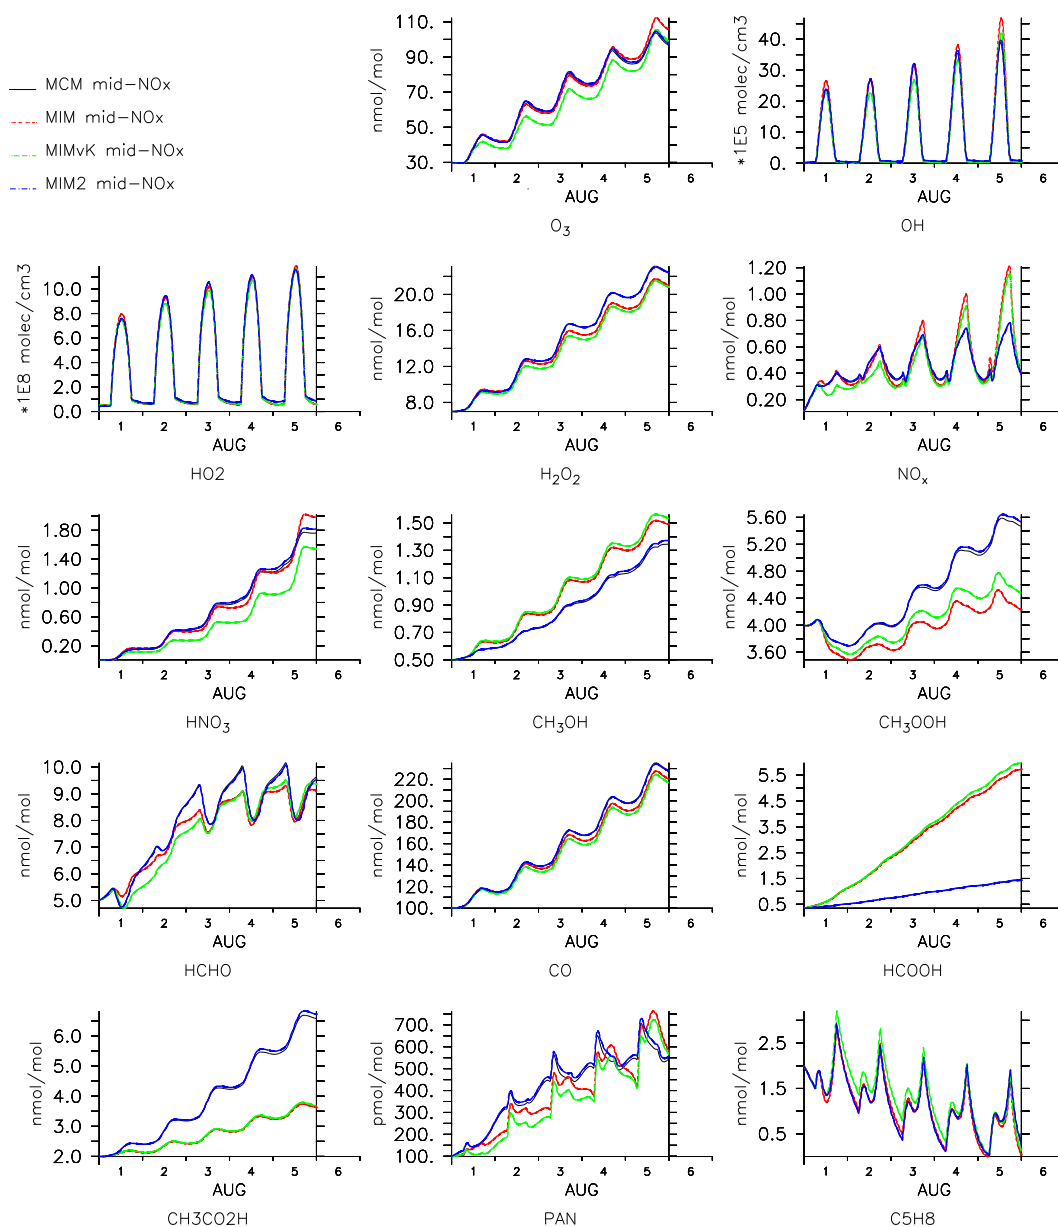 MCM mid-NOx
MIM mid-NOx
MIMvK mid-NOx
MIM2 mid-NOx
110.
90.
70.
50.
30.
nmol/mol
1 2 3 4 5 6
AUG
O3
40.
30.
20.
10.
0.
*1E5 molec/cm3
1 2 3 4 5 6
AUG
OH
10.0
8.0
6.0
4.0
2.0
0.0
*1E8 molec/cm3
1 2 3 4 5 6
AUG
HO2
20.0
16.0
12.0
8.0
nmol/mol
1 2 3 4 5 6
AUG
H2O2
1.20
1.00
0.80
0.60
0.40
0.20
nmol/mol
1 2 3 4 5 6
AUG
NOx
1.80
1.40
1.00
0.60
0.20
nmol/mol
1 2 3 4 5 6
AUG
HNO3
1.50
1.30
1.10
0.90
0.70
0.50
nmol/mol
1 2 3 4 5 6
AUG
CH3OH
5.60
5.20
4.80
4.40
4.00
3.60
nmol/mol
1 2 3 4 5 6
AUG
CH3OOH
10.0
9.0
8.0
7.0
6.0
5.0
nmol/mol
1 2 3 4 5 6
AUG
HCHO
220.
200.
180.
160.
140.
120.
100.
nmol/mol
1 2 3 4 5 6
AUG
CO
5.5
4.5
3.5
2.5
1.5
0.5
nmol/mol
1 2 3 4 5 6
AUG
HCOOH
6.0
5.0
4.0
3.0
2.0
nmol/mol
1 2 3 4 5 6
AUG
CH3CO2H
700.
600.
500.
400.
300.
200.
100.
pmol/mol
1 2 3 4 5 6
AUG
PAN
2.5
1.5
0.5
nmol/mol
1 2 3 4 5 6
AUG
C5H8